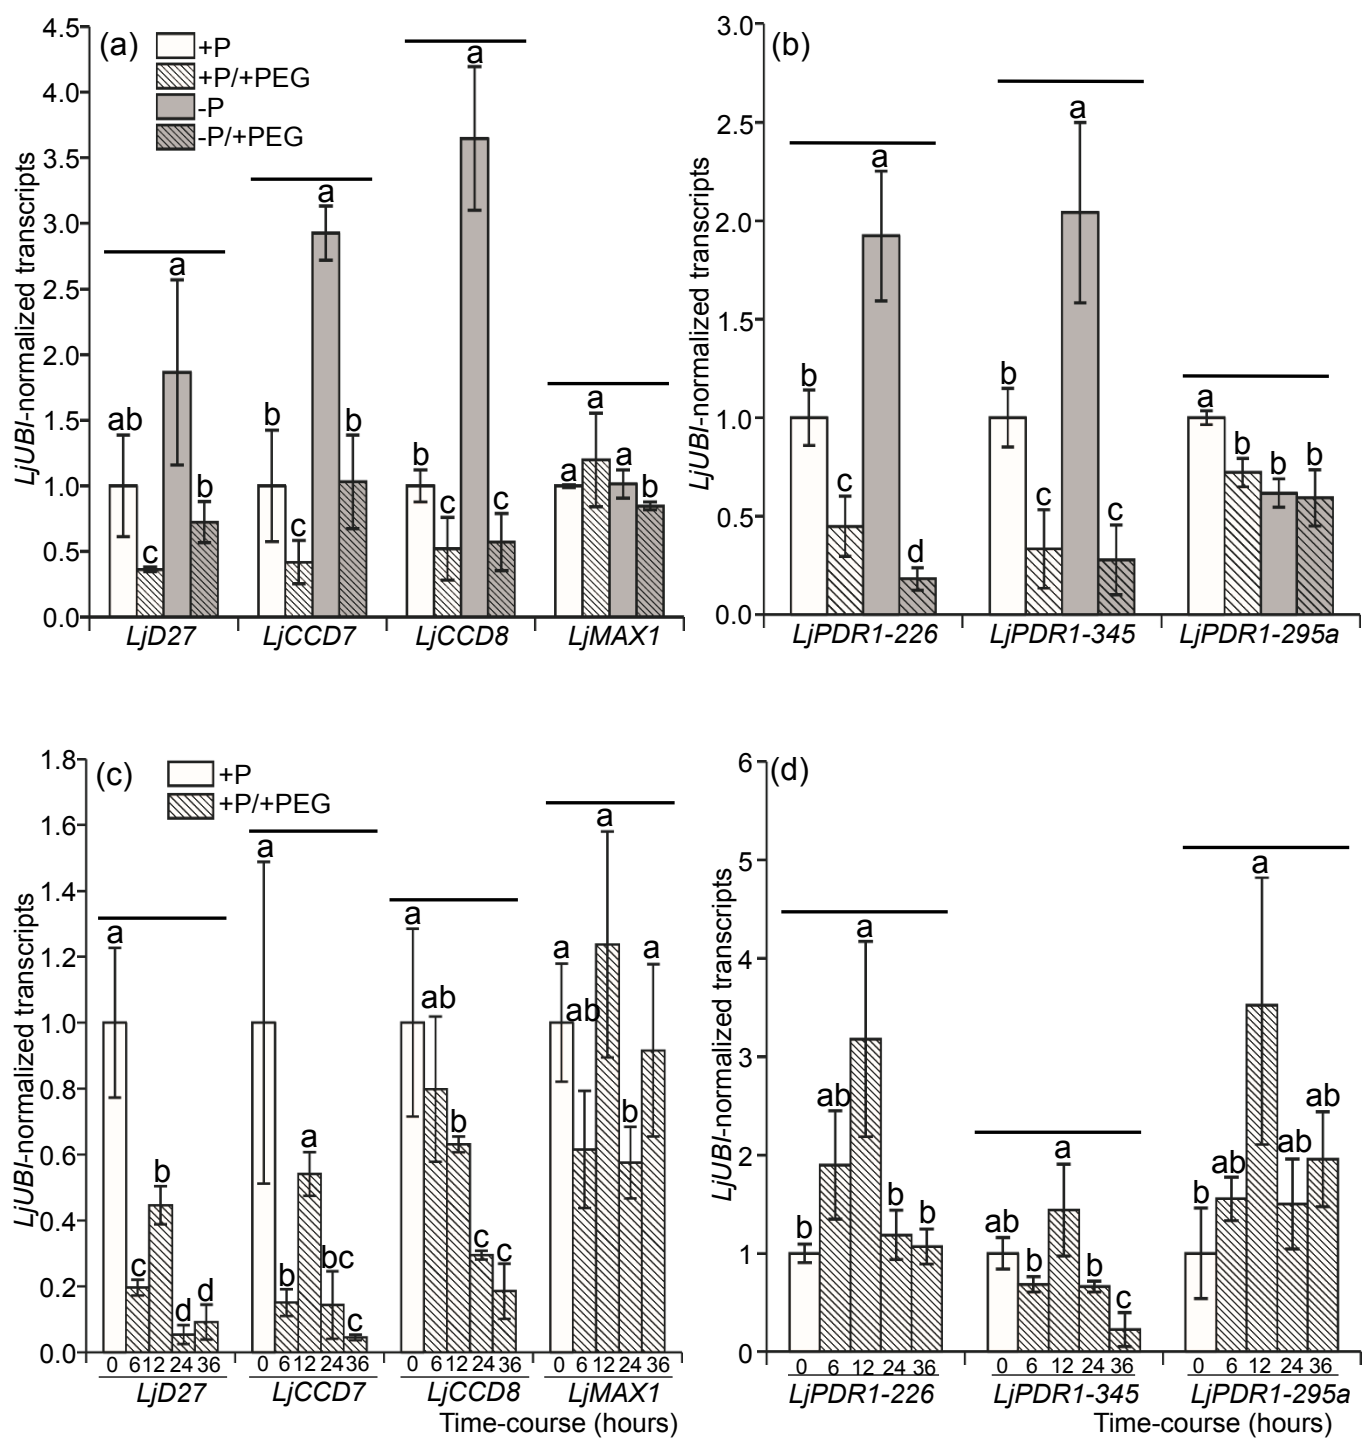 (a)
+P
+P/+PEG
-P
-P/+PEG
LjUBI-normalized transcripts
4.5
4.0
3.5
3.0
2.5
2.0
1.5
1.0
0.5
0.0
ab c a b
b c a b
b c a c
a a a b
LjD27 LjCCD7 LjCCD8 LjMAX1
(b)
LjUBI-normalized transcripts
3.0
2.5
2.0
1.5
1.0
0.5
0.0
b c a d
b c a c
a b b b
LjPDR1-226 LjPDR1-345 LjPDR1-295a
(c)
+P
+P/+PEG
LjUBI-normalized transcripts
1.8
1.6
1.4
1.2
1.0
0.8
0.6
0.4
0.2
0.0
a c b d d
a b a bc c
a ab b c c
a ab a b a
0 6 12 24 36 0 6 12 24 36 0 6 12 24 36 0 6 12 24 36
LjD27 LjCCD7 LjCCD8 LjMAX1
Time-course (hours)
(d)
LjUBI-normalized transcripts
6
5
4
3
2
1
0
b ab a b b
ab b a b c
b ab a ab ab
0 6 12 24 36 0 6 12 24 36 0 6 12 24 36
LjPDR1-226 LjPDR1-345 LjPDR1-295a
Time-course (hours)